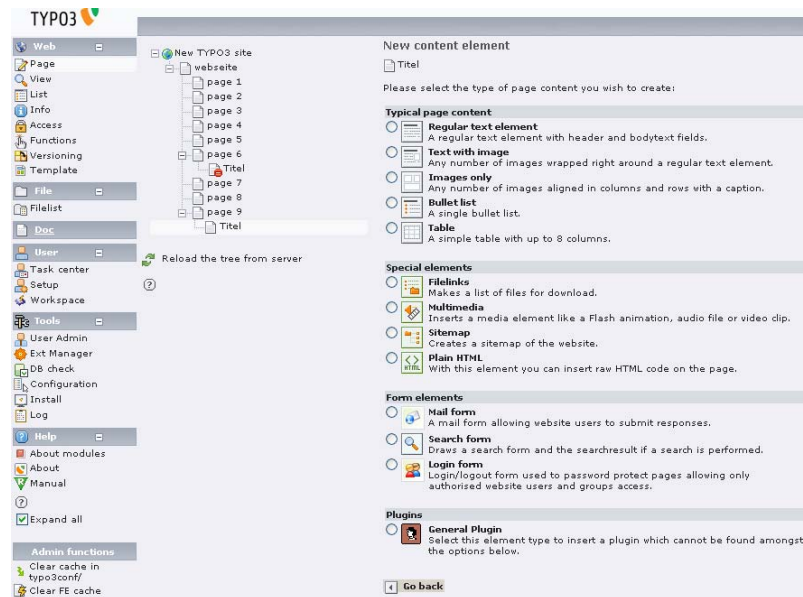 TYPO3
Web
Page
View
List
Info
Access
Functions
Versioning
Template
File
Filelist
Doc
User
Task center
Setup
Workspace
Tools
User Admin
Ext Manager
DB check
Configuration
Install
Log
Help
About modules
About
Manual
Expand all
Admin functions
Clear cache in
typo3conf/
Clear FE cache
New TYPO3 site
webseite
page 1
page 2
page 3
page 4
page 5
page 6
Titel
page 7
page 8
page 9
Titel
Reload the tree from server
New content element
Titel
Please select the type of page content you wish to create:
Typical page content
Regular text element
A regular text element with header and bodytext fields.
Text with image
Any number of images wrapped right around a regular text element.
Images only
Any number of images aligned in columns and rows with a caption.
Bullet list
A single bullet list.
Table
A simple table with up to 8 columns.
Special elements
Filelinks
Makes a list of files for download.
Multimedia
Inserts a media element like a Flash animation, audio file or video clip.
Sitemap
Creates a sitemap of the website.
HTML
Plain HTML
With this element you can insert raw HTML code on the page.
Form elements
Mail form
A mail form allowing website users to submit responses.
Search form
Draws a search form and the searchresult if a search is performed.
Login form
Login/logout form used to password protect pages allowing only
authorised website users and groups access.
Plugins
General Plugin
Select this element type to insert a plugin which cannot be found amongst
the options below.
Go back